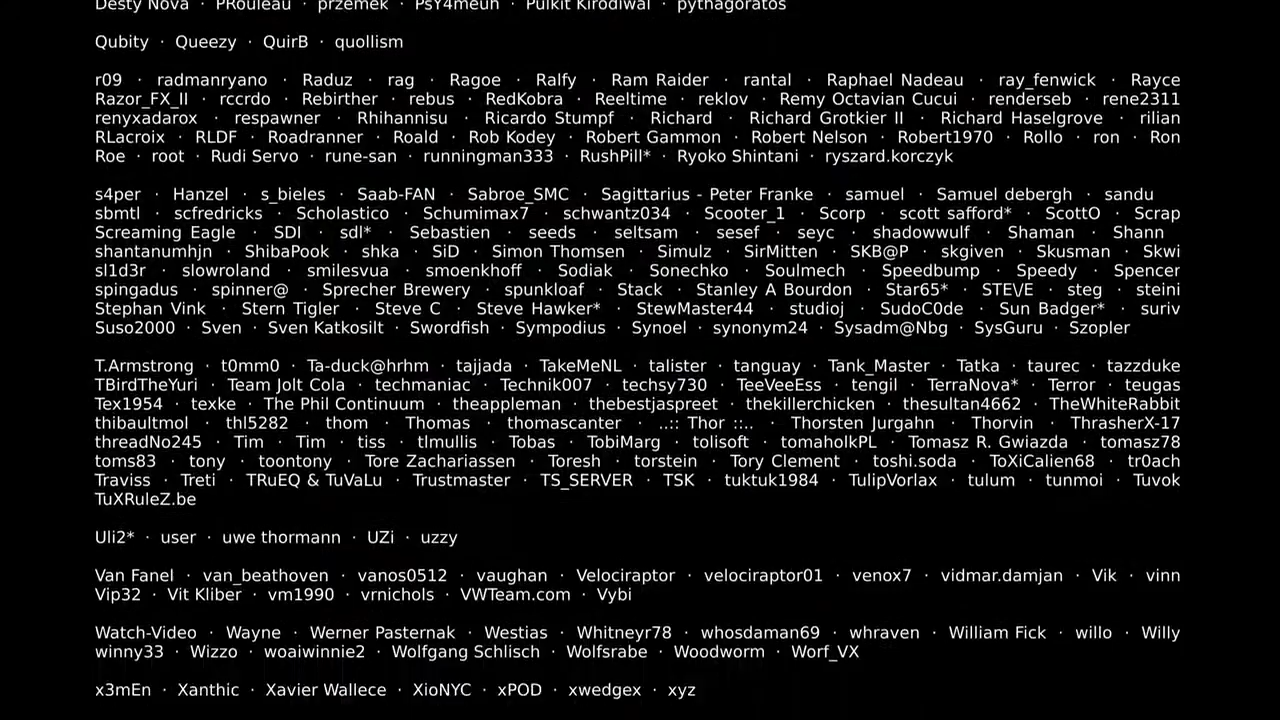 Desty Nova · PRouleau · przemek · PsY4meuh · Pulkit Kirodiwal · pythagoratos
Qubity · Queezy · QuirB · quollism
r09 · radmanryano · Raduz · rag · Ragoe · Ralfy · Ram Raider · rantal · Raphael Nadeau · ray_fenwick · Rayce
Razor_FX_II · rccrdo · Rebirther · rebus · RedKobra · Reeltime · reklov · Remy Octavian Cucui · renderseb · rene2311
renyxadarox · respawner · Rhihannisu · Ricardo Stumpf · Richard · Richard Grotkier II · Richard Haselgrove · rilian
RLacroix · RLDF · Roadranner · Roald · Rob Kodey · Robert Gammon · Robert Nelson · Robert1970 · Rollo · ron · Ron
Roe · root · Rudi Servo · rune-san · runningman333 · RushPill* · Ryoko Shintani · ryszard.korczyk
s4per · Hanzel · s_bieles · Saab-FAN · Sabroe_SMC · Sagittarius - Peter Franke · samuel · Samuel debergh · sandu
sbmtl · scfredricks · Scholastico · Schumimax7 · schwantz034 · Scooter_1 · Scorp · scott safford* · ScottO · Scrap
Screaming Eagle · SDI · sdl* · Sebastien · seeds · seltsam · sesef · seyc · shadowwulf · Shaman · Shann
shantanumhjn · ShibaPook · shka · SiD · Simon Thomsen · Simulz · SirMitten · SKB@P · skgiven · Skusman · Skwi
sl1d3r · slowroland · smilesvua · smoenkhoff · Sodiak · Sonechko · Soulmech · Speedbump · Speedy · Spencer
spingadus · spinner@ · Sprecher Brewery · spunkloaf · Stack · Stanley A Bourdon · Star65* · STE\/E · steg · steini
Stephan Vink · Stern Tigler · Steve C · Steve Hawker* · StewMaster44 · studioj · SudoC0de · Sun Badger* · suriv
Suso2000 · Sven · Sven Katkosilt · Swordfish · Sympodius · Synoel · synonym24 · Sysadm@Nbg · SysGuru · Szopler
T.Armstrong · t0mm0 · Ta-duck@hrhm · tajjada · TakeMeNL · talister · tanguay · Tank_Master · Tatka · taurec · tazzduke
TBirdTheYuri · Team Jolt Cola · techmaniac · Technik007 · techsy730 · TeeVeeEss · tengil · TerraNova* · Terror · teugas
Tex1954 · texke · The Phil Continuum · theappleman · thebestjaspreet · thekillerchicken · thesultan4662 · TheWhiteRabbit
thibaultmol · thl5282 · thom · Thomas · thomascanter · ..:: Thor ::.. · Thorsten Jurgahn · Thorvin · ThrasherX-17
threadNo245 · Tim · Tim · tiss · tlmullis · Tobas · TobiMarg · tolisoft · tomaholkPL · Tomasz R. Gwiazda · tomasz78
toms83 · tony · toontony · Tore Zachariassen · Toresh · torstein · Tory Clement · toshi.soda · ToXiCalien68 · tr0ach
Traviss · Treti · TRuEQ & TuVaLu · Trustmaster · TS_SERVER · TSK · tuktuk1984 · TulipVorlax · tulum · tunmoi · Tuvok
TuXRuleZ.be
Uli2* · user · uwe thormann · UZi · uzzy
Van Fanel · van_beathoven · vanos0512 · vaughan · Velociraptor · velociraptor01 · venox7 · vidmar.damjan · Vik · vinn
Vip32 · Vit Kliber · vm1990 · vrnichols · VWTeam.com · Vybi
Watch-Video · Wayne · Werner Pasternak · Westias · Whitneyr78 · whosdaman69 · whraven · William Fick · willo · Willy
winny33 · Wizzo · woaiwinnie2 · Wolfgang Schlisch · Wolfsrabe · Woodworm · Worf_VX
x3mEn · Xanthic · Xavier Wallece · XioNYC · xPOD · xwedgex · xyz